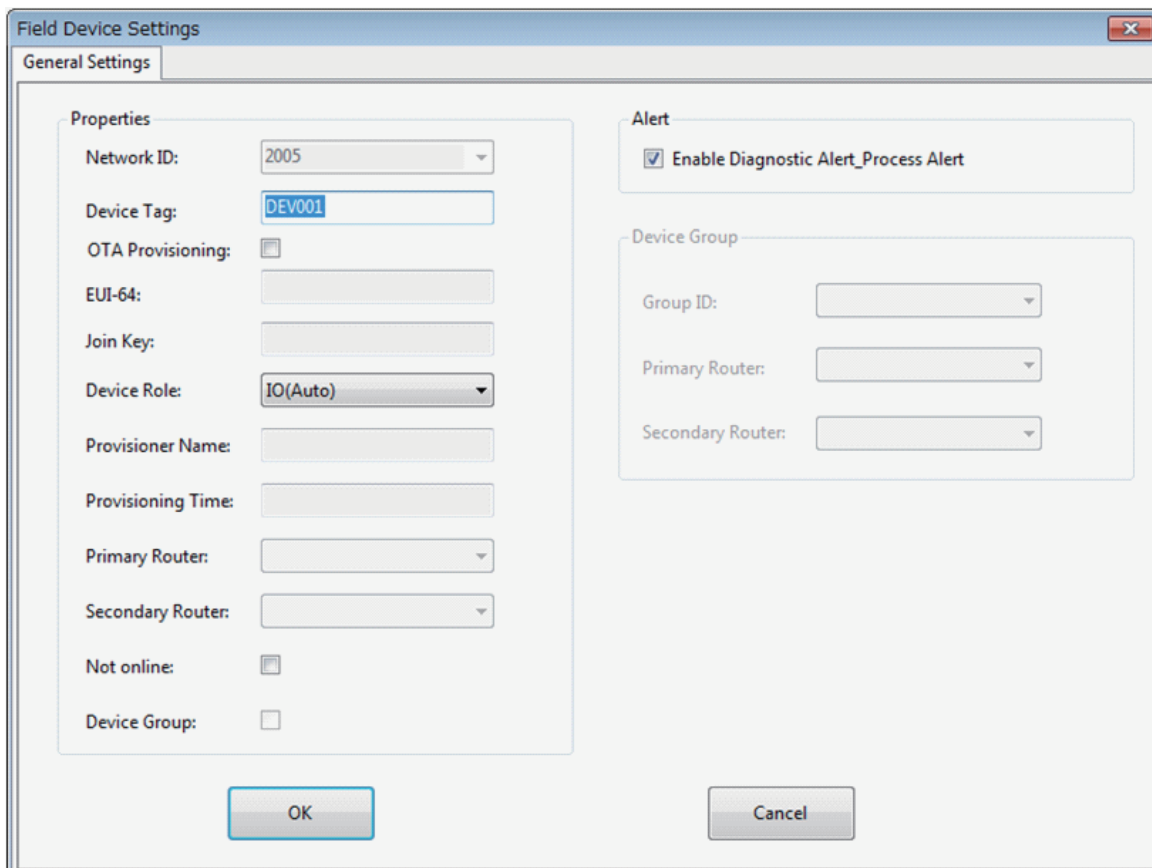 Field Device Settings
General Settings
Properties
Network ID: 2005
Device Tag: DEV001
OTA Provisioning:
EUI-64:
Join Key:
Device Role: IO(Auto)
Provisioner Name:
Provisioning Time:
Primary Router:
Secondary Router:
Not online:
Device Group:
Alert
Enable Diagnostic Alert_Process Alert
Device Group
Group ID:
Primary Router:
Secondary Router:
OK
Cancel